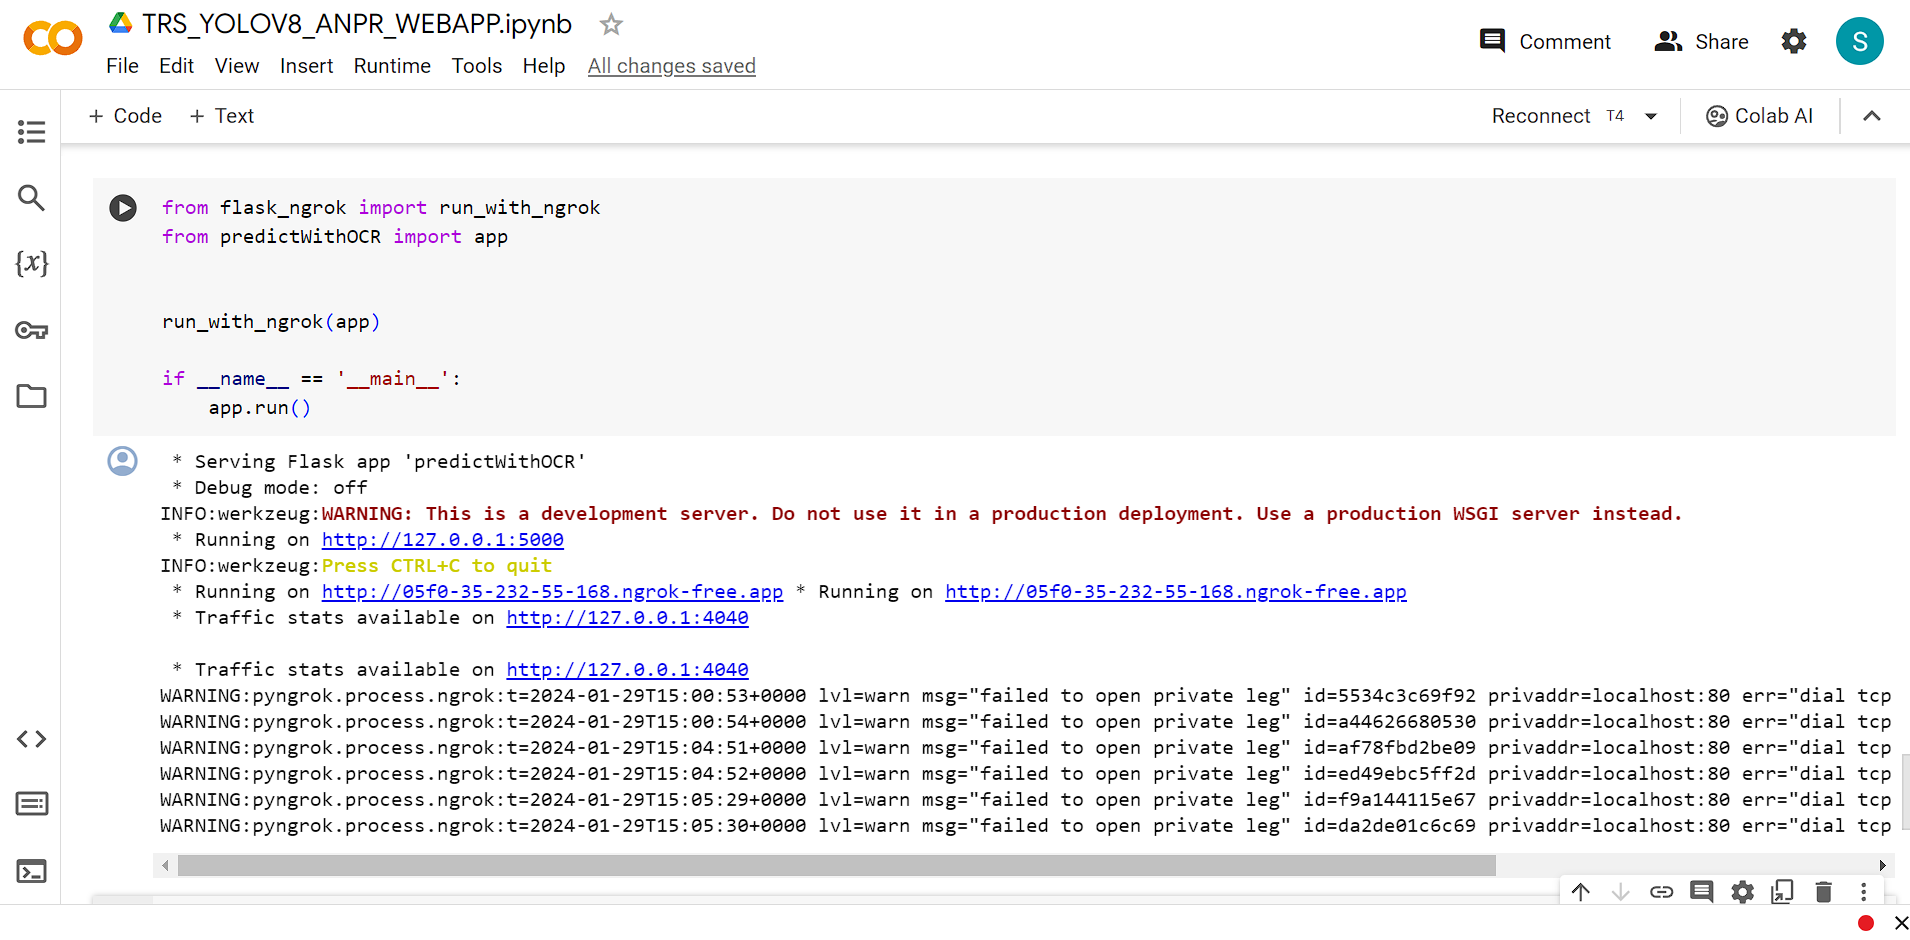 TRS_YOLOV8_ANPR_WEBAPP.ipynb
Comment Share S
File Edit View Insert Runtime Tools Help All changes saved
+ Code + Text Reconnect T4 Colab AI
{x}
from flask_ngrok import run_with_ngrok
from predictWithOCR import app
run_with_ngrok(app)
if __name__ == '__main__':
    app.run()
* Serving Flask app 'predictWithOCR'
* Debug mode: off
INFO:werkzeug:WARNING: This is a development server. Do not use it in a production deployment. Use a production WSGI server instead.
* Running on http://127.0.0.1:5000
INFO:werkzeug:Press CTRL+C to quit
* Running on http://05f0-35-232-55-168.ngrok-free.app * Running on http://05f0-35-232-55-168.ngrok-free.app
* Traffic stats available on http://127.0.0.1:4040
* Traffic stats available on http://127.0.0.1:4040
WARNING:pyngrok.process.ngrok:t=2024-01-29T15:00:53+0000 lvl=warn msg="failed to open private leg" id=5534c3c69f92 privaddr=localhost:80 err="dial tcp
WARNING:pyngrok.process.ngrok:t=2024-01-29T15:00:54+0000 lvl=warn msg="failed to open private leg" id=a44626680530 privaddr=localhost:80 err="dial tcp
WARNING:pyngrok.process.ngrok:t=2024-01-29T15:04:51+0000 lvl=warn msg="failed to open private leg" id=af78fbd2be09 privaddr=localhost:80 err="dial tcp
WARNING:pyngrok.process.ngrok:t=2024-01-29T15:04:52+0000 lvl=warn msg="failed to open private leg" id=ed49ebc5ff2d privaddr=localhost:80 err="dial tcp
WARNING:pyngrok.process.ngrok:t=2024-01-29T15:05:29+0000 lvl=warn msg="failed to open private leg" id=f9a144115e67 privaddr=localhost:80 err="dial tcp
WARNING:pyngrok.process.ngrok:t=2024-01-29T15:05:30+0000 lvl=warn msg="failed to open private leg" id=da2de01c6c69 privaddr=localhost:80 err="dial tcp